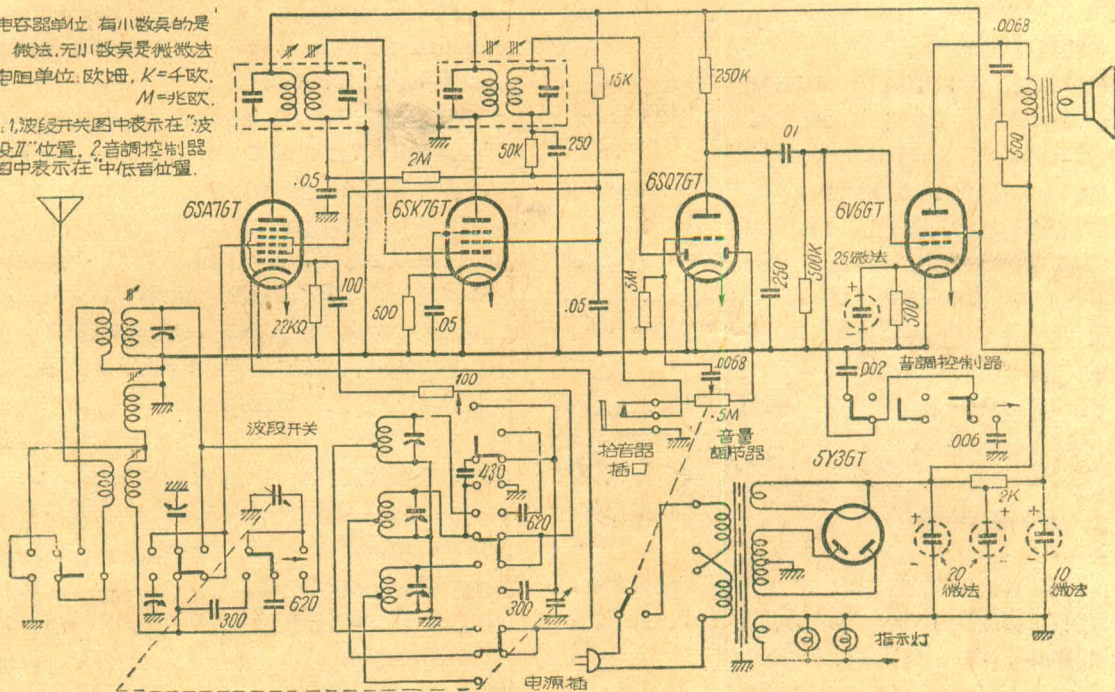 电容器单位:有小数点的是
微法.无小数点是微微法
电阻单位:欧姆, K=千欧.
M=兆欧.
:1,波段开关图中表示在“波
段Ⅱ”位置. 2音調控制器
图中表示在“中低音位置.
6SA7GT
6SK7GT
6SQ7GT
6V6GT
.0068
15K
250K
500
50K
250
2M
.05
.01
100
22KΩ
500
.05
.05
.5M
250
500K
25微法
500
.0068
.002
音調控制器
100
.5M
波段开关
拾音器
插口
音量
調节器
5Y3GT
.006
430
620
2K
300
620
300
20
微法
10
微法
指示灯
电源插